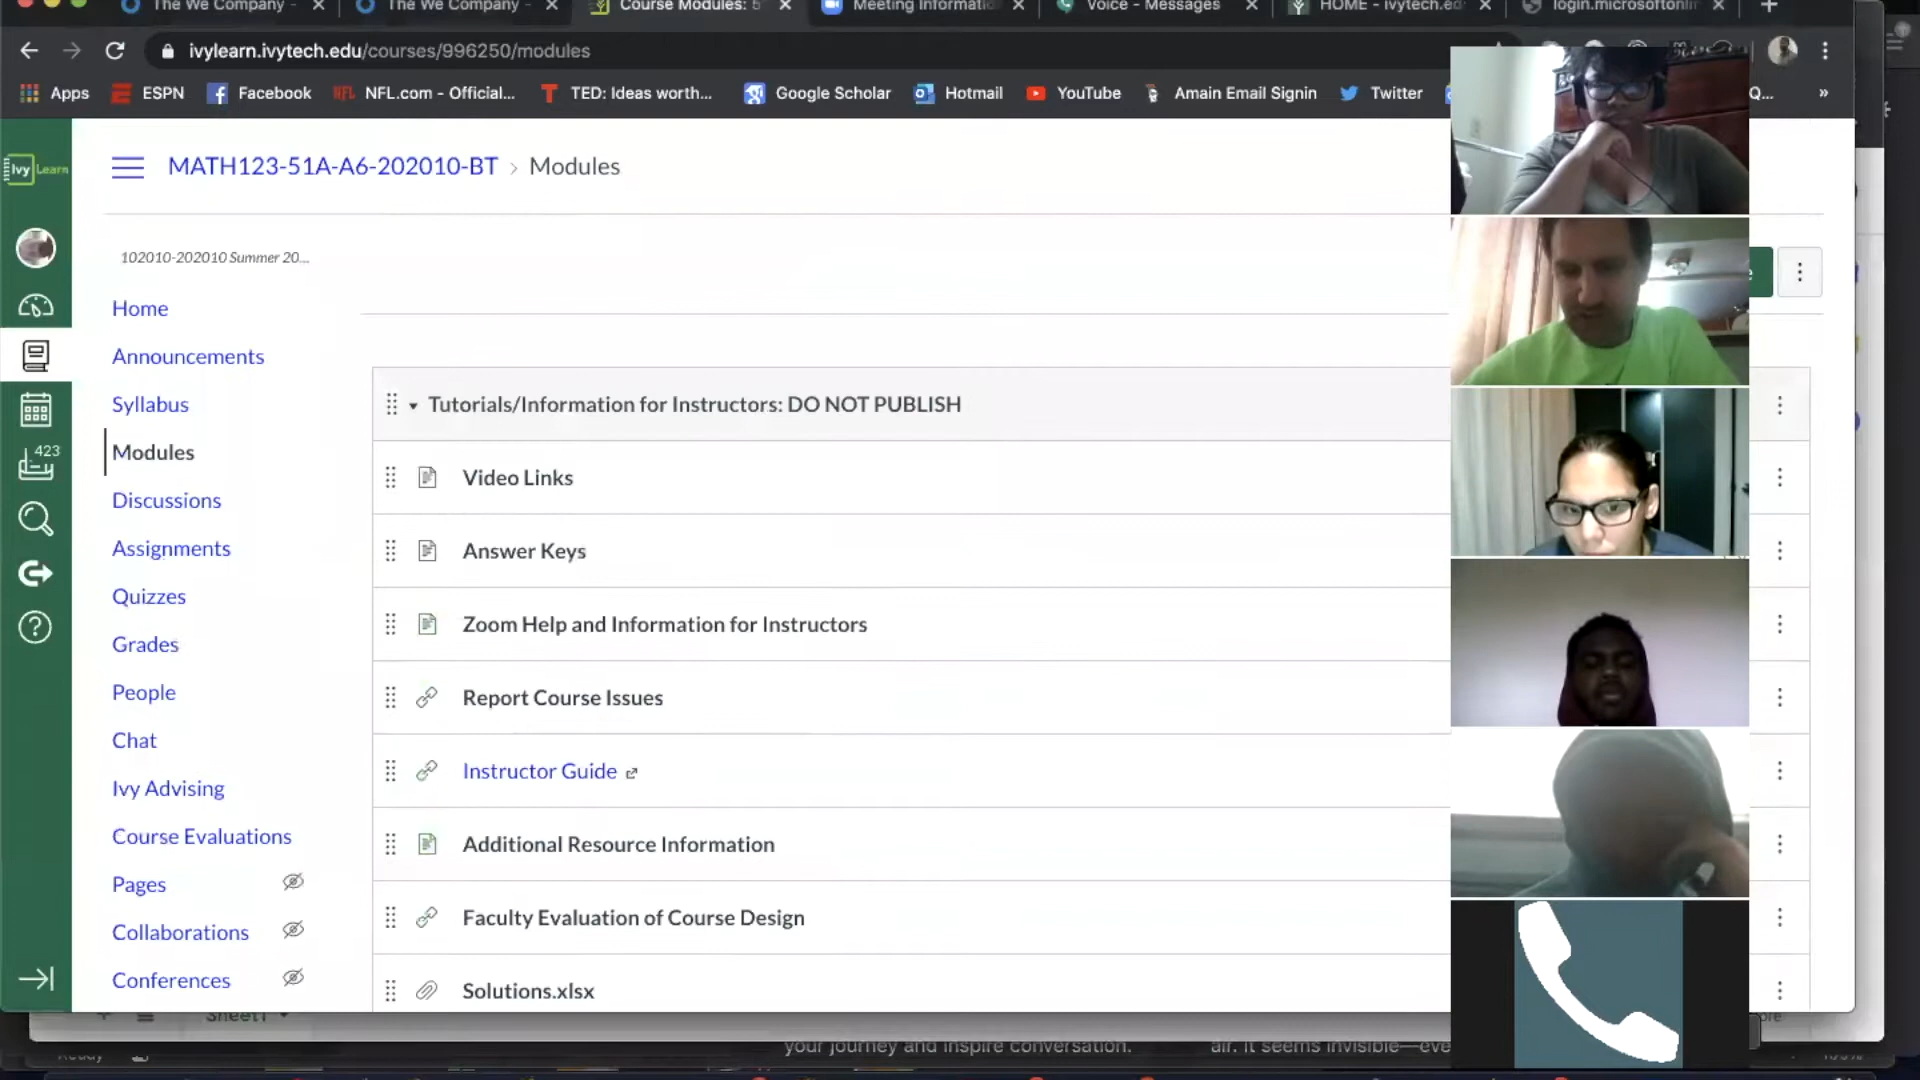 The We Company -
The We Company -
Course Modules: 5
Meeting Informatio
Voice - Messages
HOME - ivytech.ed
login.microsoftonlin
ivylearn.ivytech.edu/courses/996250/modules
Apps
ESPN
Facebook
NFL.com - Official...
TED: Ideas worth...
Google Scholar
Hotmail
YouTube
Amain Email Signin
Twitter
Q...
»
Ivy Learn
MATH123-51A-A6-202010-BT > Modules
102010-202010 Summer 20...
Home
Announcements
Syllabus
Modules
423
Discussions
Assignments
Quizzes
Grades
People
Chat
Ivy Advising
Course Evaluations
Pages
Collaborations
Conferences
Tutorials/Information for Instructors: DO NOT PUBLISH
Video Links
Answer Keys
Zoom Help and Information for Instructors
Report Course Issues
Instructor Guide
Additional Resource Information
Faculty Evaluation of Course Design
Solutions.xlsx
Sheet1
your journey and inspire conversation.
air. It seems invisible—eve